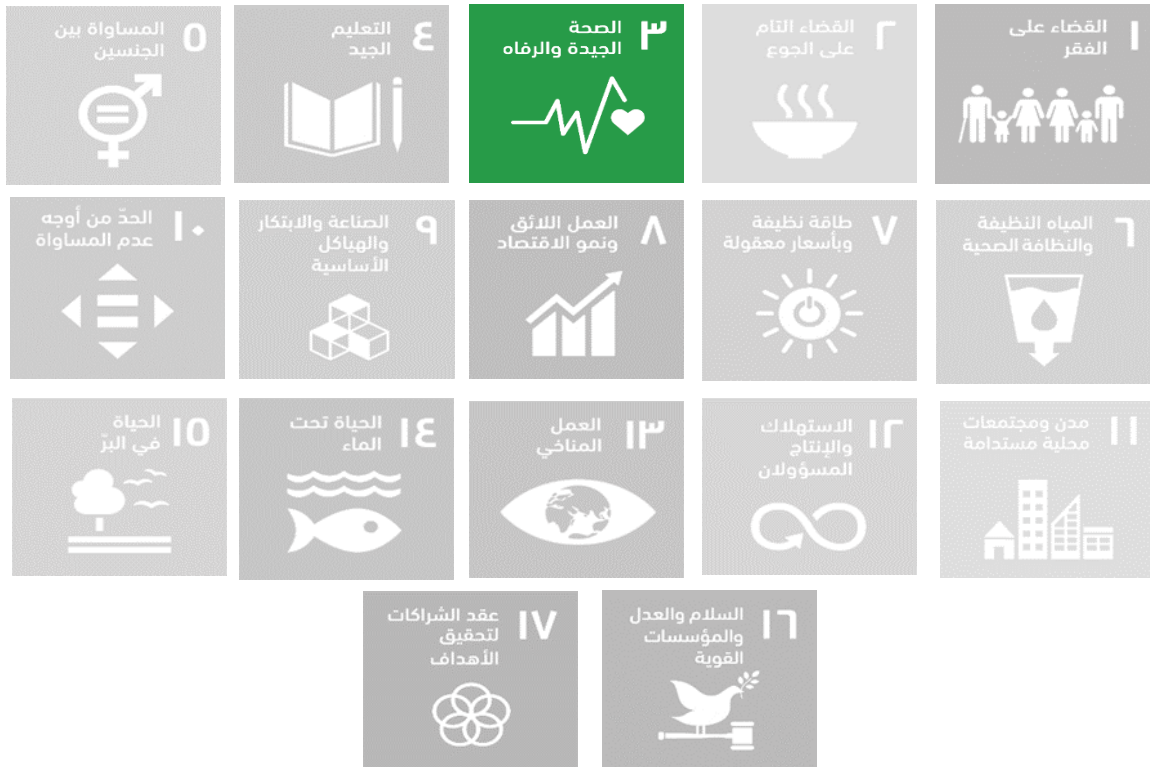 ١ القضاء على
الفقر
٢ القضاء التام
على الجوع
٣ الصحة
الجيدة والرفاه
٤ التعليم
الجيد
٥ المساواة بين
الجنسين
٦ المياه النظيفة
والنظافة الصحية
٧ طاقة نظيفة
وبأسعار معقولة
٨ العمل اللائق
ونمو الاقتصاد
٩ الصناعة والابتكار
والهياكل
الأساسية
١٠ الحدّ من أوجه
عدم المساواة
١١ مدن ومجتمعات
محلية مستدامة
١٢ الاستهلاك
والإنتاج
المسؤولان
١٣ العمل
المناخي
١٤ الحياة تحت
الماء
١٥ الحياة
في البرّ
١٦ السلام والعدل
والمؤسسات
القوية
١٧ عقد الشراكات
لتحقيق
الأهداف